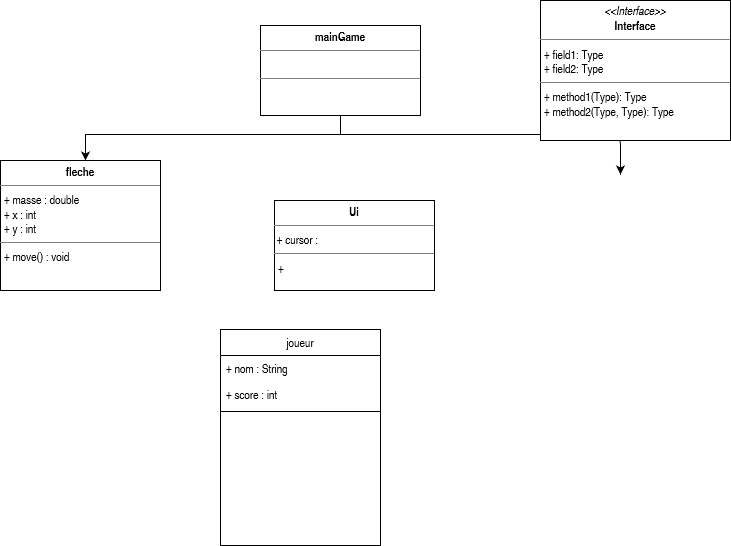 <<Interface>>
Interface
+ field1: Type
+ field2: Type
+ method1(Type): Type
+ method2(Type, Type): Type
mainGame
fleche
+ masse : double
+ x : int
+ y : int
+ move() : void
Ui
+ cursor :
+
joueur
+ nom : String
+ score : int